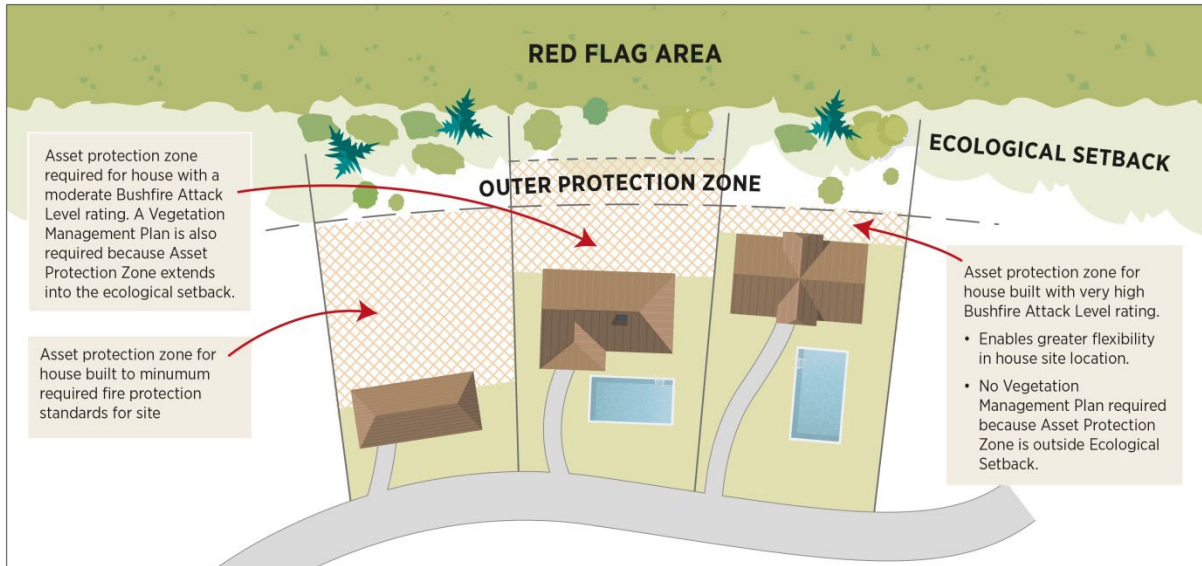 RED FLAG AREA
ECOLOGICAL SETBACK
OUTER PROTECTION ZONE
Asset protection zone
required for house with a
moderate Bushfire Attack
Level rating. A Vegetation
Management Plan is also
required because Asset
Protection Zone extends
into the ecological setback.
Asset protection zone for
house built to minumum
required fire protection
standards for site
Asset protection zone for
house built with very high
Bushfire Attack Level rating.
• Enables greater flexibility
in house site location.
• No Vegetation
Management Plan required
because Asset Protection
Zone is outside Ecological
Setback.